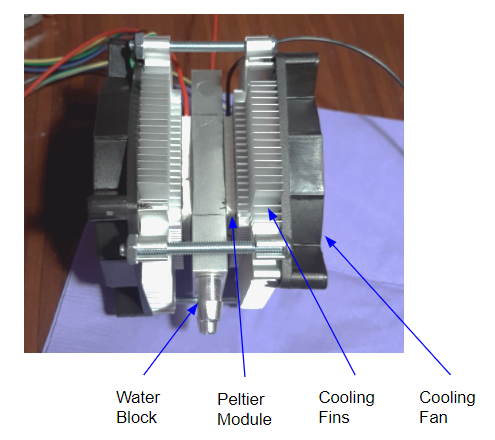 Water
Block
Peltier
Module
Cooling
Fins
Cooling
Fan